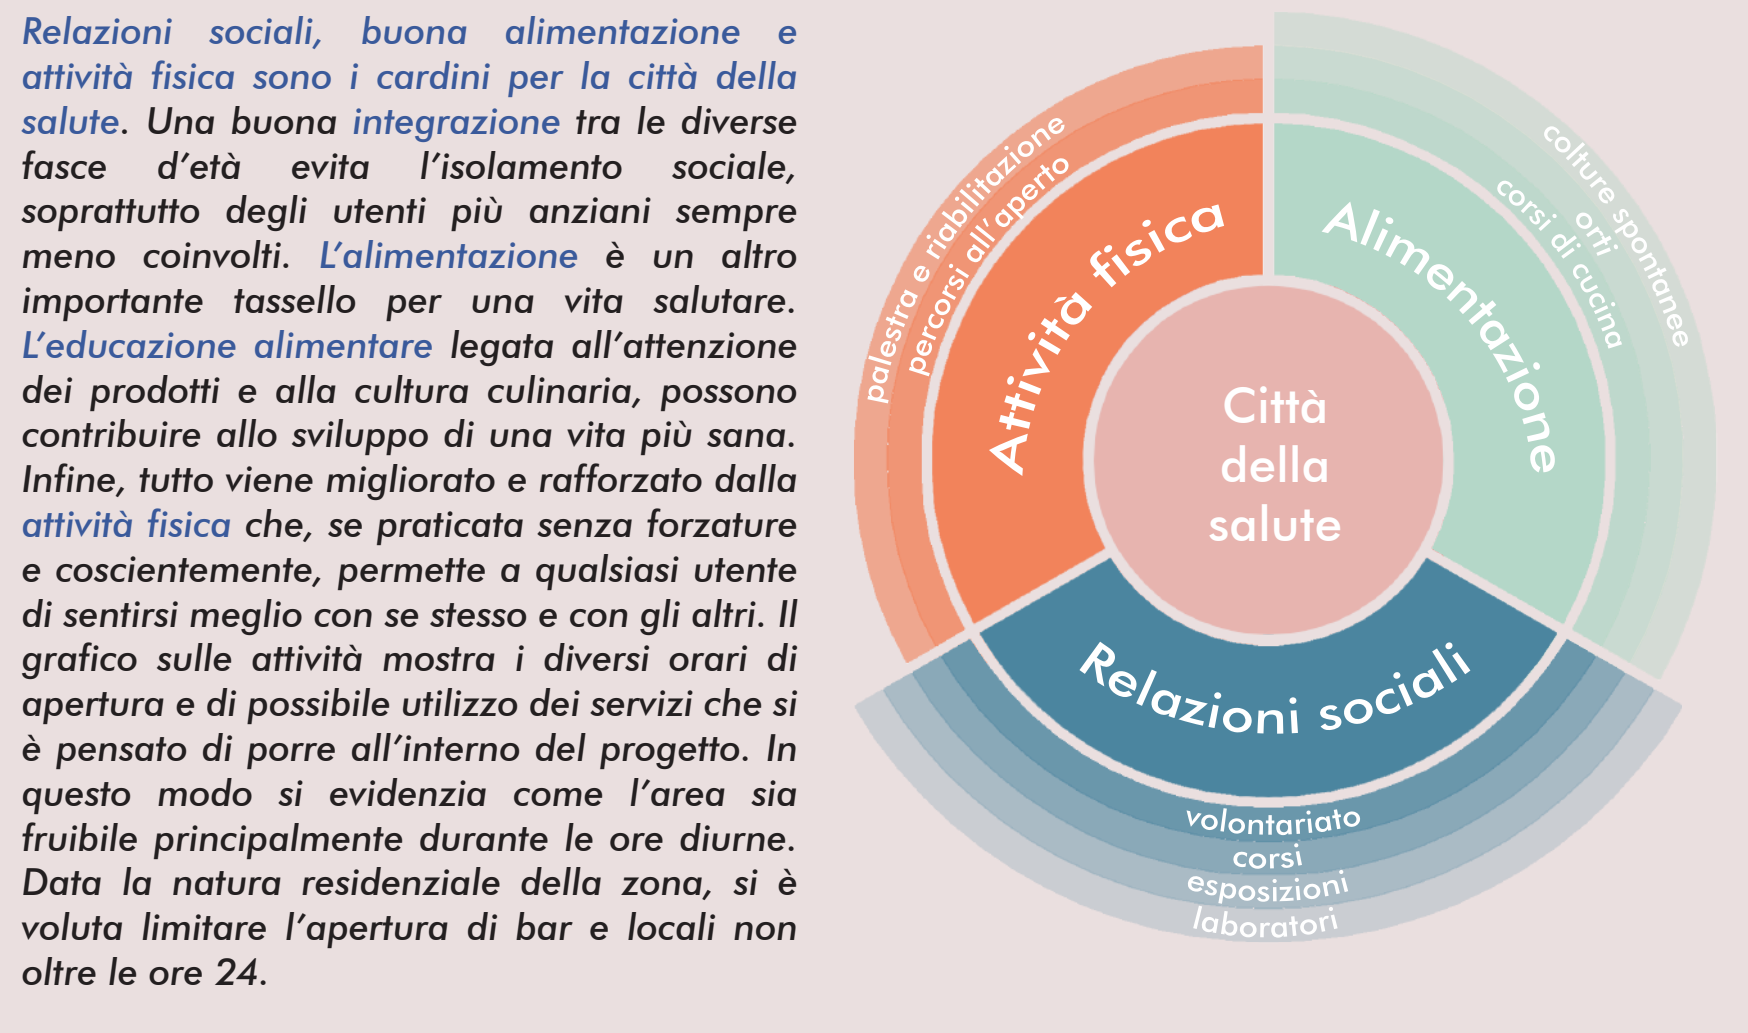 Relazioni sociali, buona alimentazione e
attività fisica sono i cardini per la città della
salute. Una buona integrazione tra le diverse
fasce d’età evita l’isolamento sociale,
soprattutto degli utenti più anziani sempre
meno coinvolti. L’alimentazione è un altro
importante tassello per una vita salutare.
L’educazione alimentare legata all’attenzione
dei prodotti e alla cultura culinaria, possono
contribuire allo sviluppo di una vita più sana.
Infine, tutto viene migliorato e rafforzato dalla
attività fisica che, se praticata senza forzature
e coscientemente, permette a qualsiasi utente
di sentirsi meglio con se stesso e con gli altri. Il
grafico sulle attività mostra i diversi orari di
apertura e di possibile utilizzo dei servizi che si
è pensato di porre all’interno del progetto. In
questo modo si evidenzia come l’area sia
fruibile principalmente durante le ore diurne.
Data la natura residenziale della zona, si è
voluta limitare l’apertura di bar e locali non
oltre le ore 24.
palestra e riabilitazione
percorsi all’aperto
Attività fisica
colture spontanee
orti
corsi di cucina
Alimentazione
Città
della
salute
Relazioni sociali
volontariato
corsi
esposizioni
laboratori